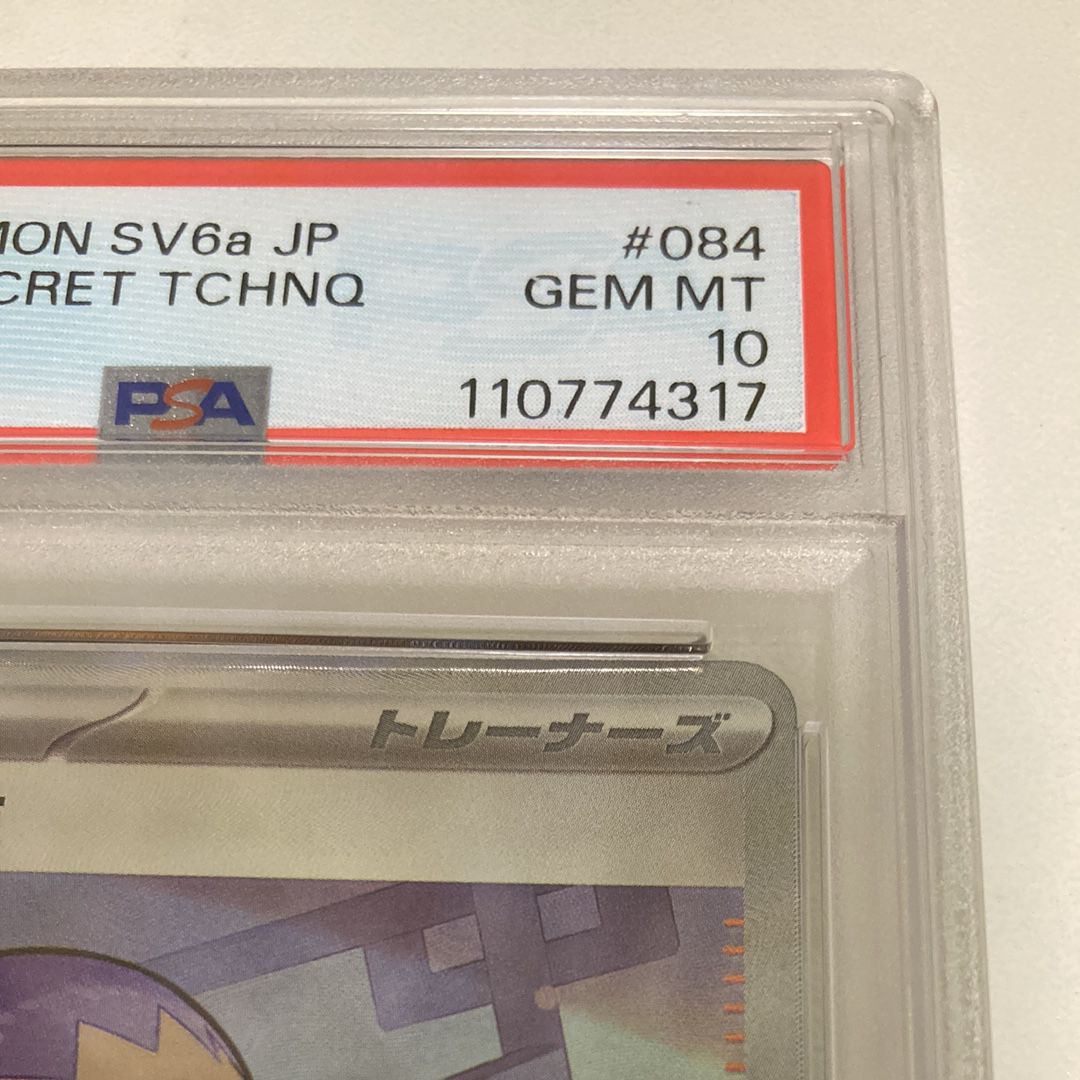 MON SV6a JP #084
CRET TCHNQ GEM MT
10
PSA 110774317
トレーナーズ